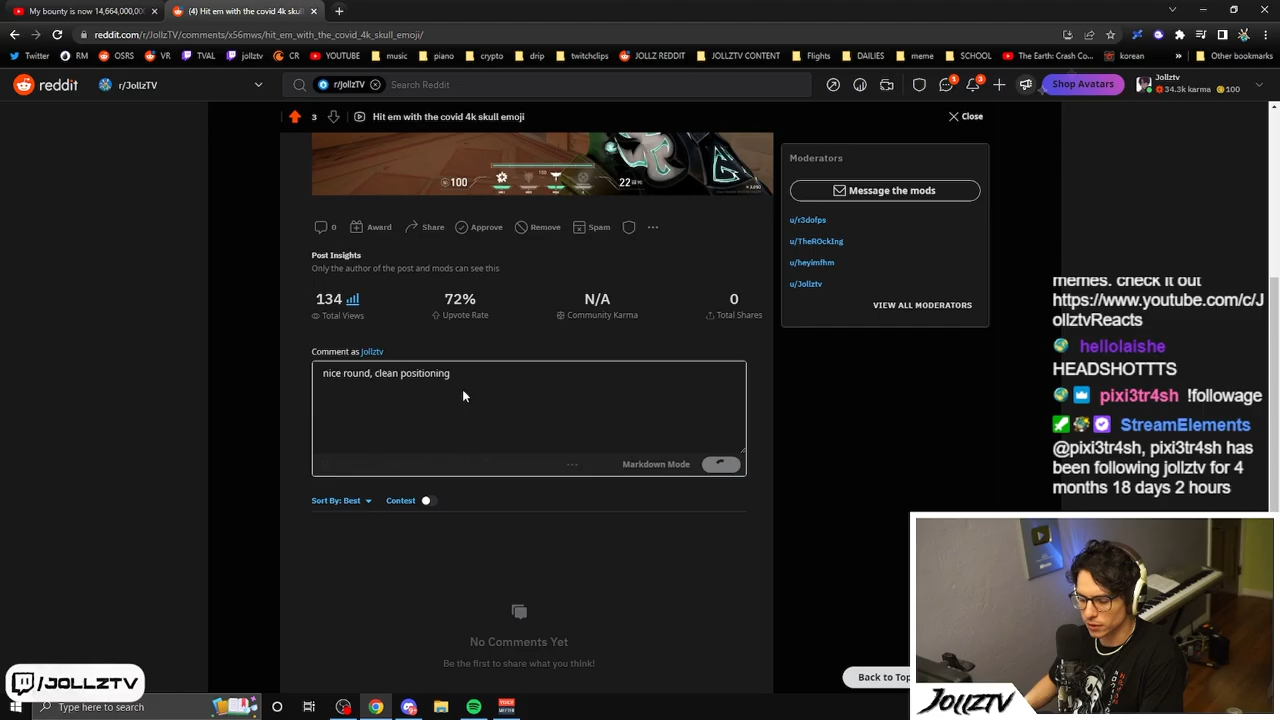 My bounty is now 14,664,000,000
(4) Hit em with the covid 4k skull
reddit.com/r/JollzTV/comments/x56mws/hit_em_with_the_covid_4k_skull_emoji/
Twitter RM OSRS VR TVAL jollztv CR YOUTUBE music piano crypto drip twitchclips JOLLZ REDDIT JOLLZTV CONTENT Flights DAILIES meme SCHOOL The Earth: Crash Co... korean Other bookmarks
reddit r/JollzTV r/JollzTV Search Reddit 1 3 Shop Avatars Jollztv
34.3k karma 100
3 Hit em with the covid 4k skull emoji Close
100 22
0 Award Share Approve Remove Spam
Post Insights
Only the author of the post and mods can see this
134 72% N/A 0
Total Views Upvote Rate Community Karma Total Shares
Comment as Jollztv
nice round, clean positioning
Markdown Mode
Sort By: Best Contest
No Comments Yet
Be the first to share what you think!
Back to Top
Moderators
Message the mods
u/r3dofps
u/TheROckIng
u/heyimfhm
u/Jollztv
VIEW ALL MODERATORS
memes. check it out
https://www.youtube.com/c/J
ollztvReacts
hellolaishe
HEADSHOTTTS
pixi3tr4sh !followage
StreamElements
@pixi3tr4sh, pixi3tr4sh has
been following jollztv for 4
months 18 days 2 hours
/JOLLZTV
JOLLZTV
Type here to search